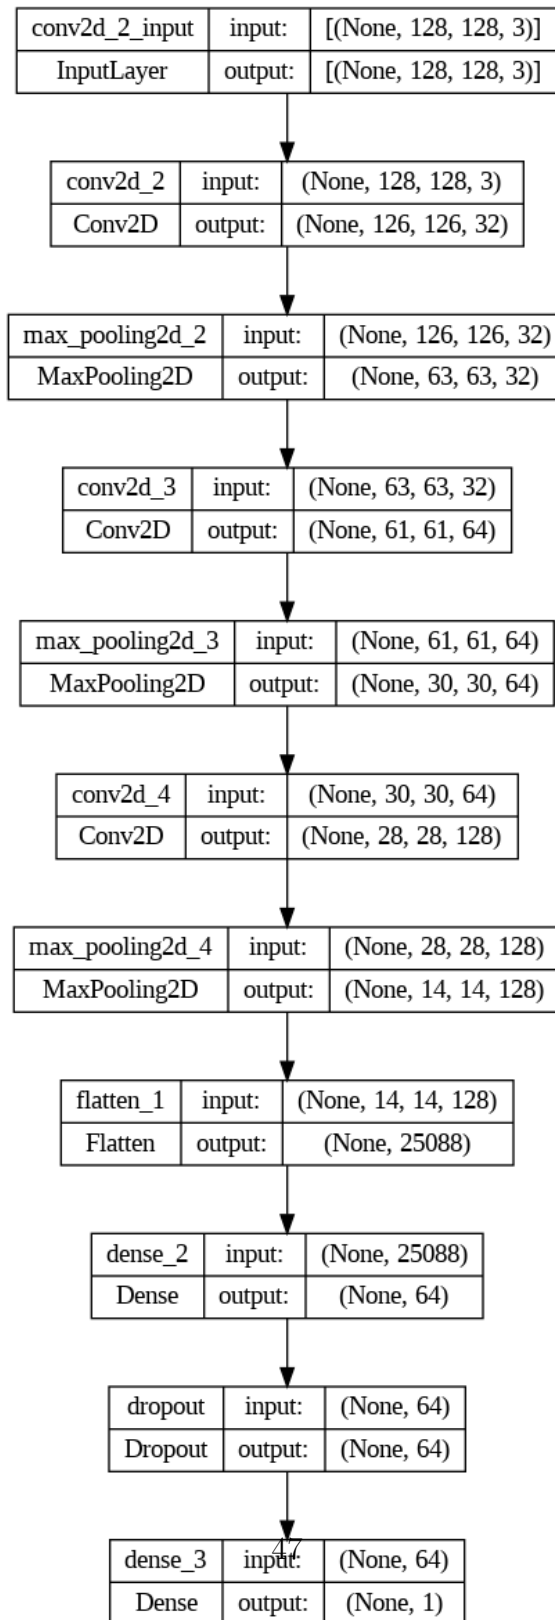 conv2d_2_input input: [(None, 128, 128, 3)]
InputLayer output: [(None, 128, 128, 3)]
conv2d_2 input: (None, 128, 128, 3)
Conv2D output: (None, 126, 126, 32)
max_pooling2d_2 input: (None, 126, 126, 32)
MaxPooling2D output: (None, 63, 63, 32)
conv2d_3 input: (None, 63, 63, 32)
Conv2D output: (None, 61, 61, 64)
max_pooling2d_3 input: (None, 61, 61, 64)
MaxPooling2D output: (None, 30, 30, 64)
conv2d_4 input: (None, 30, 30, 64)
Conv2D output: (None, 28, 28, 128)
max_pooling2d_4 input: (None, 28, 28, 128)
MaxPooling2D output: (None, 14, 14, 128)
flatten_1 input: (None, 14, 14, 128)
Flatten output: (None, 25088)
dense_2 input: (None, 25088)
Dense output: (None, 64)
dropout input: (None, 64)
Dropout output: (None, 64)
47
dense_3 input: (None, 64)
Dense output: (None, 1)